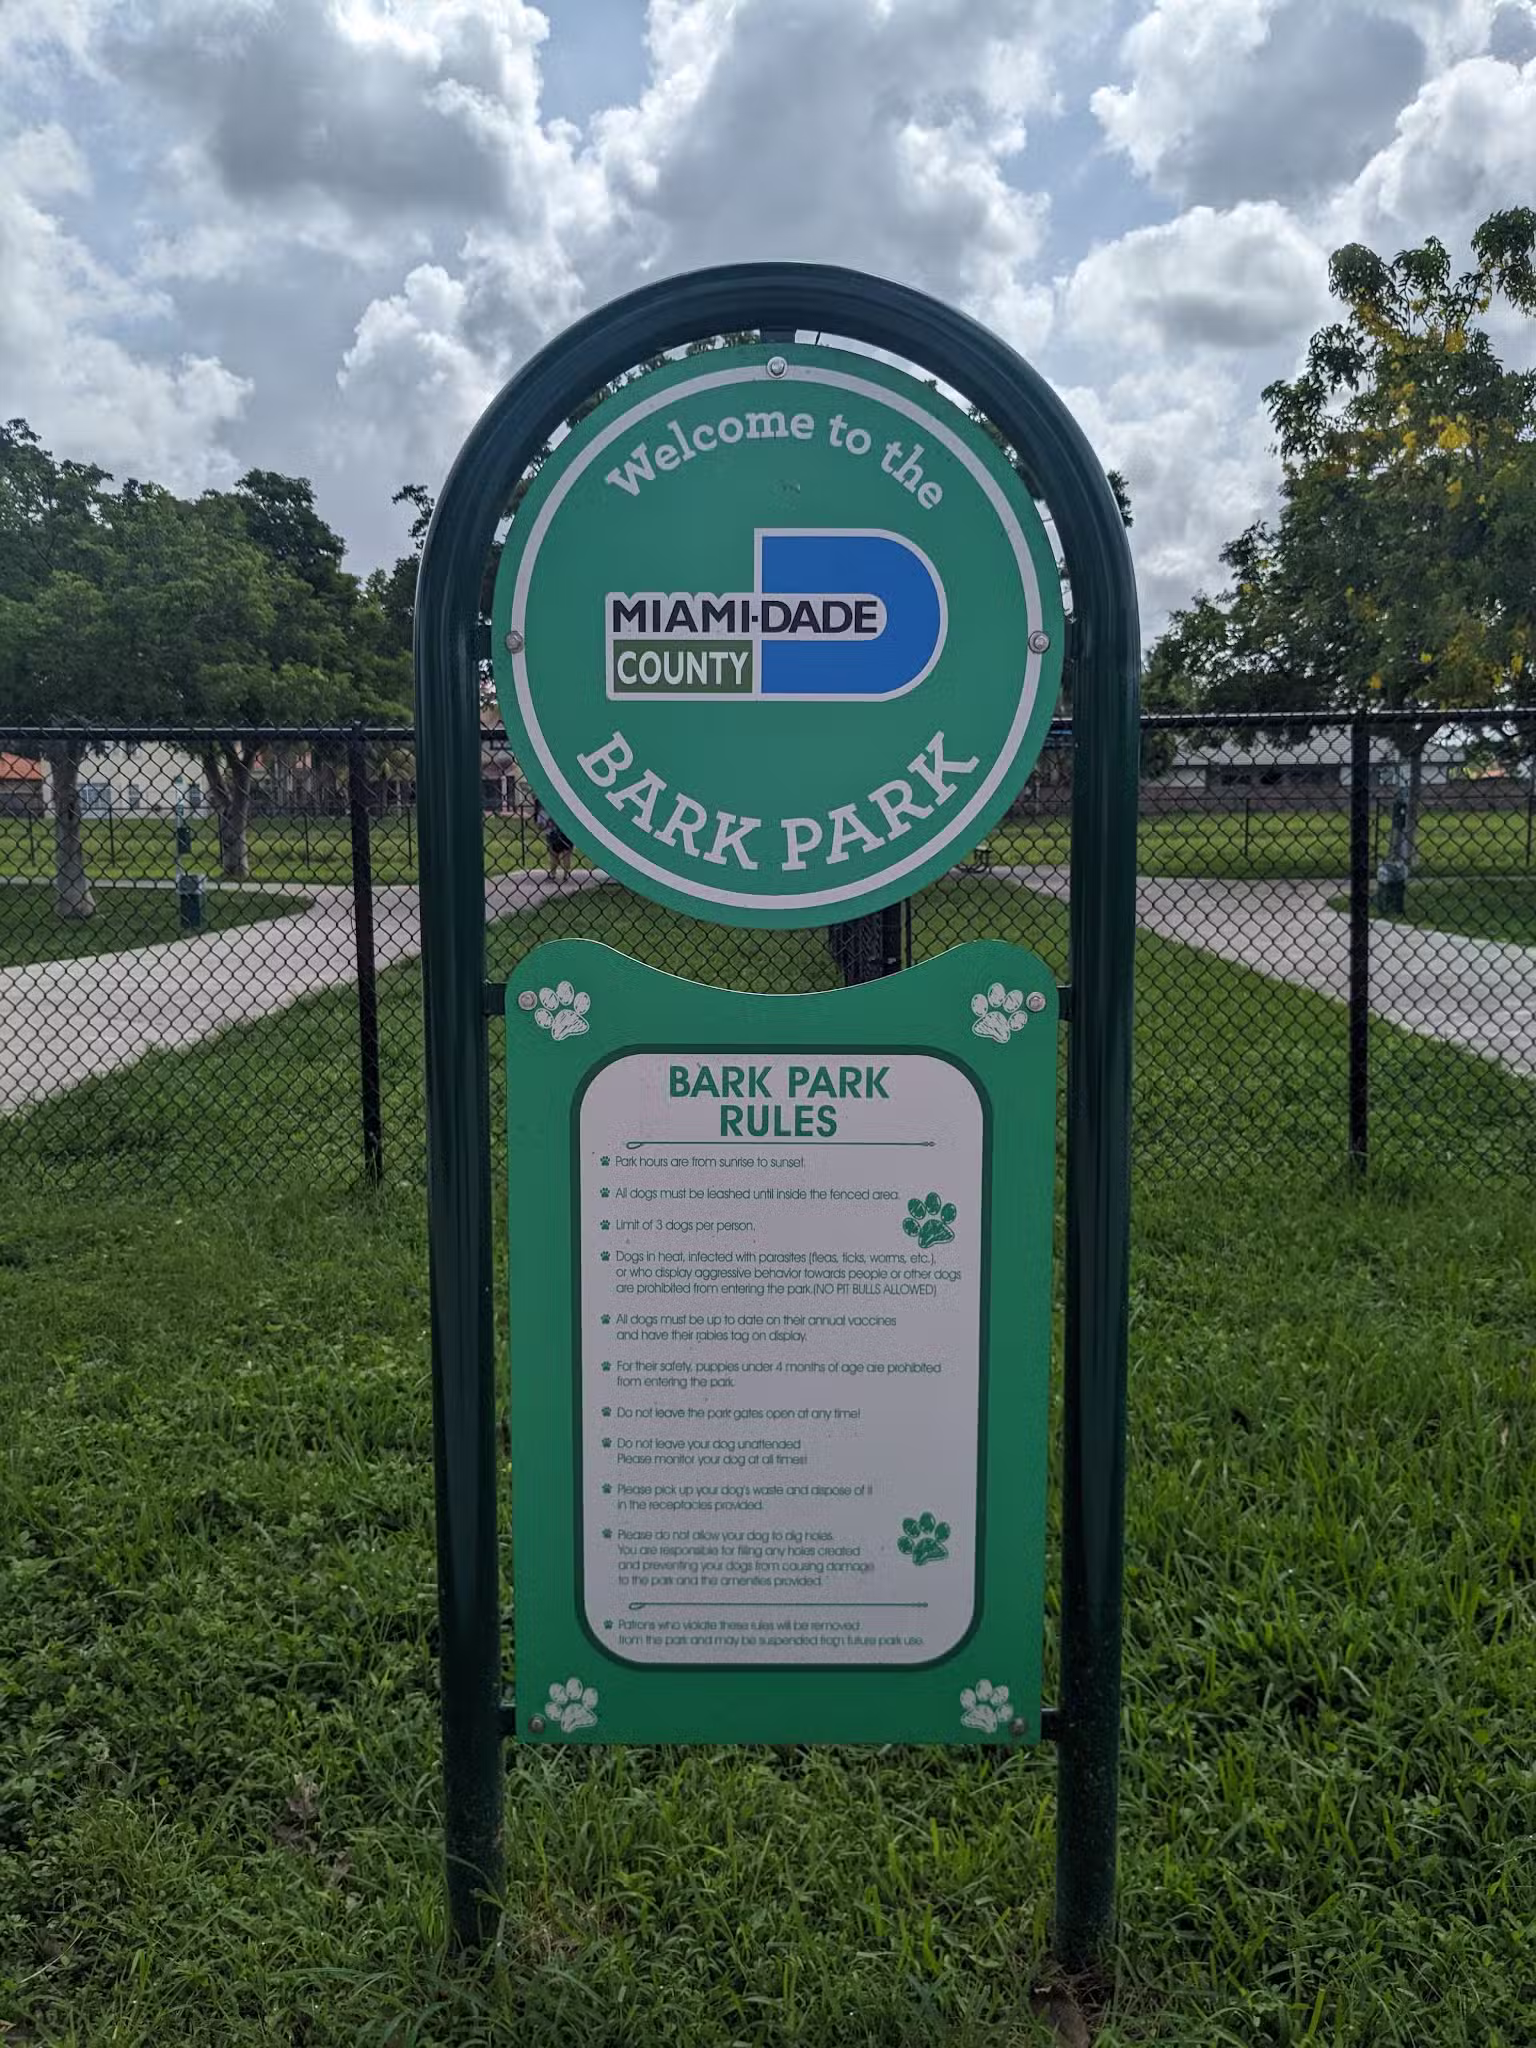 Welcome to the
MIAMI-DADE
COUNTY
BARK PARK
BARK PARK
RULES
Park hours are from sunrise to sunset.
All dogs must be leashed until inside the fenced area.
Limit of 3 dogs per person.
Dogs in heat, infected with parasites (fleas, ticks, worms, etc.),
or who display aggressive behavior towards people or other dogs
are prohibited from entering the park.(NO PIT BULLS ALLOWED)
All dogs must be up to date on their annual vaccines
and have their rabies tag on display.
For their safety, puppies under 4 months of age are prohibited
from entering the park.
Do not leave the park gates open at any time!
Do not leave your dog unattended
Please monitor your dog at all times!
Please pick up your dog's waste and dispose of it
in the receptacles provided.
Please do not allow your dog to dig holes.
You are responsible for filling any holes created
and preventing your dogs from causing damage
to the park and the amenities provided.
Patrons who violate these rules will be removed
from the park and may be suspended from future park use.